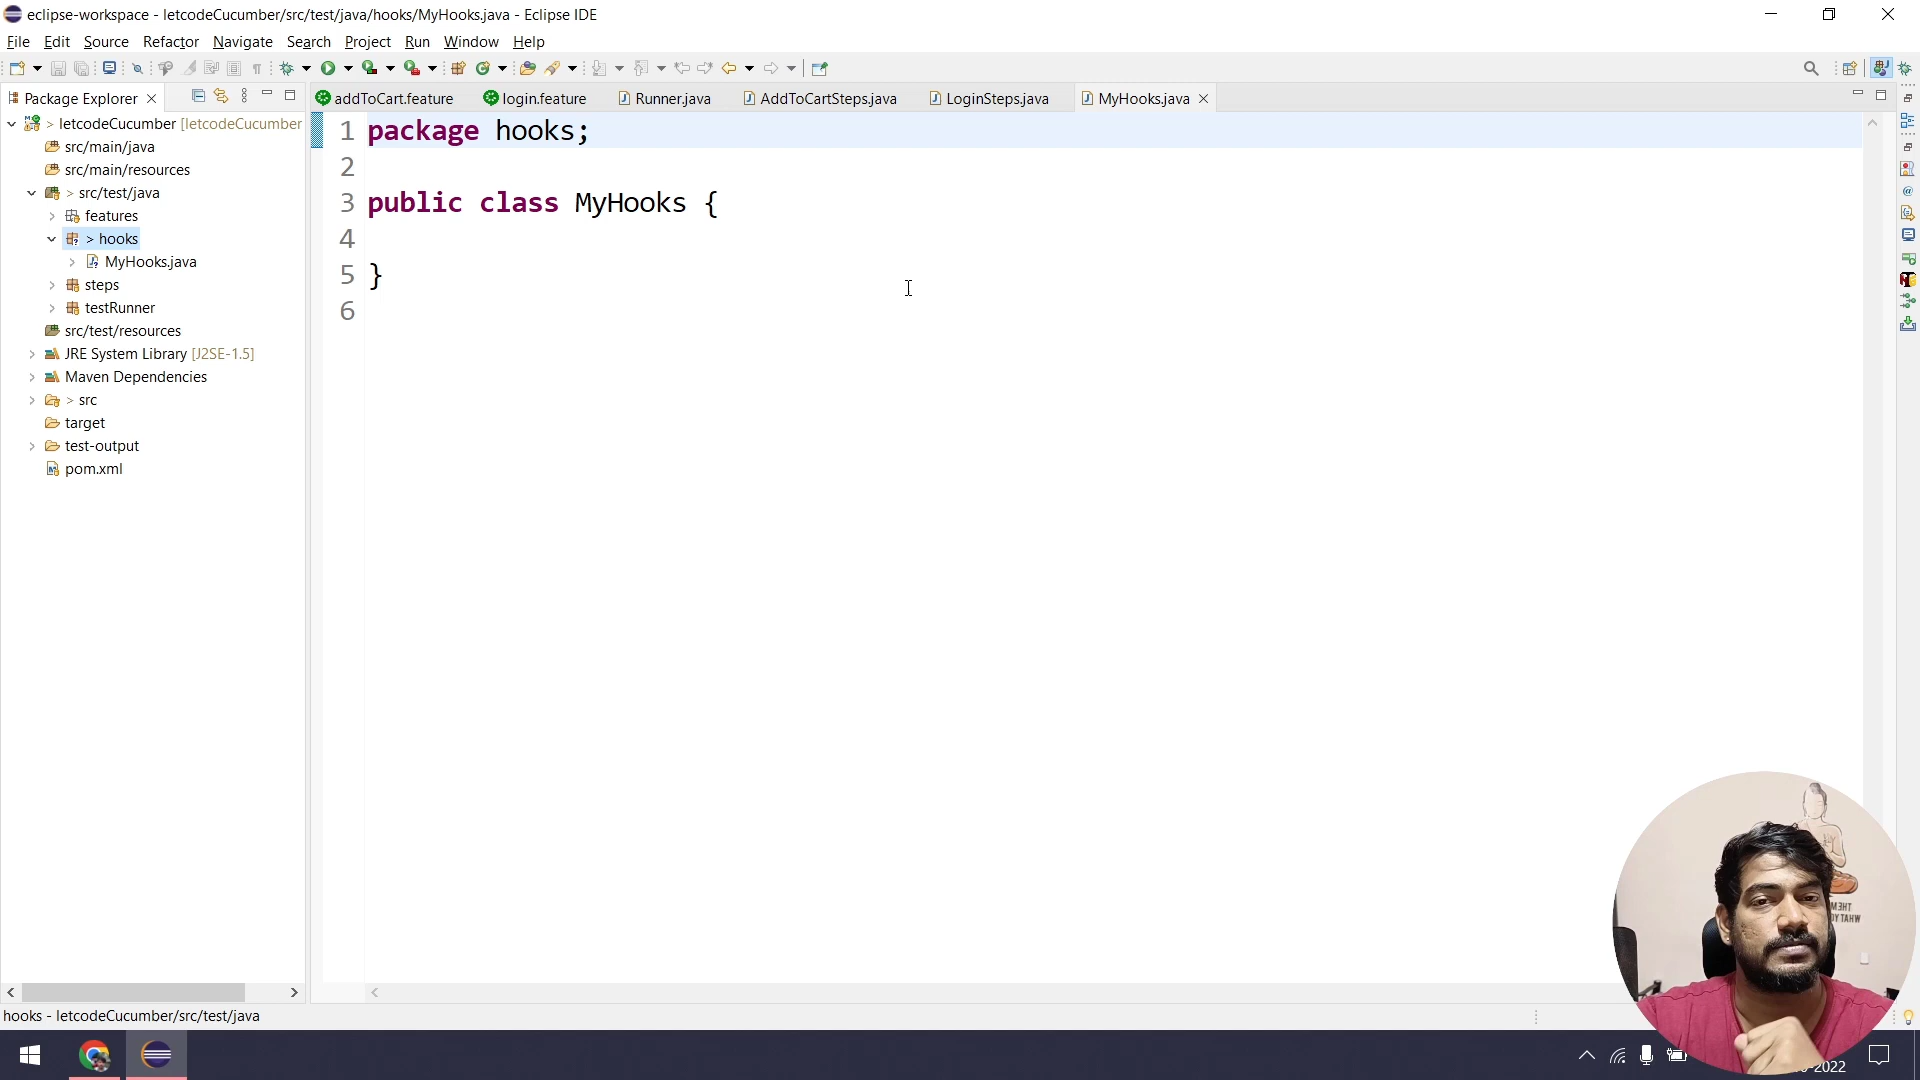 eclipse-workspace - letcodeCucumber/src/test/java/hooks/MyHooks.java - Eclipse IDE
File Edit Source Refactor Navigate Search Project Run Window Help
Package Explorer
addToCart.feature login.feature Runner.java AddToCartSteps.java LoginSteps.java MyHooks.java
> letcodeCucumber [letcodeCucumber
src/main/java
src/main/resources
> src/test/java
features
> hooks
MyHooks.java
steps
testRunner
src/test/resources
JRE System Library [J2SE-1.5]
Maven Dependencies
> src
target
test-output
pom.xml
1 package hooks;
2
3 public class MyHooks {
4
5 }
6
hooks - letcodeCucumber/src/test/java
-2022